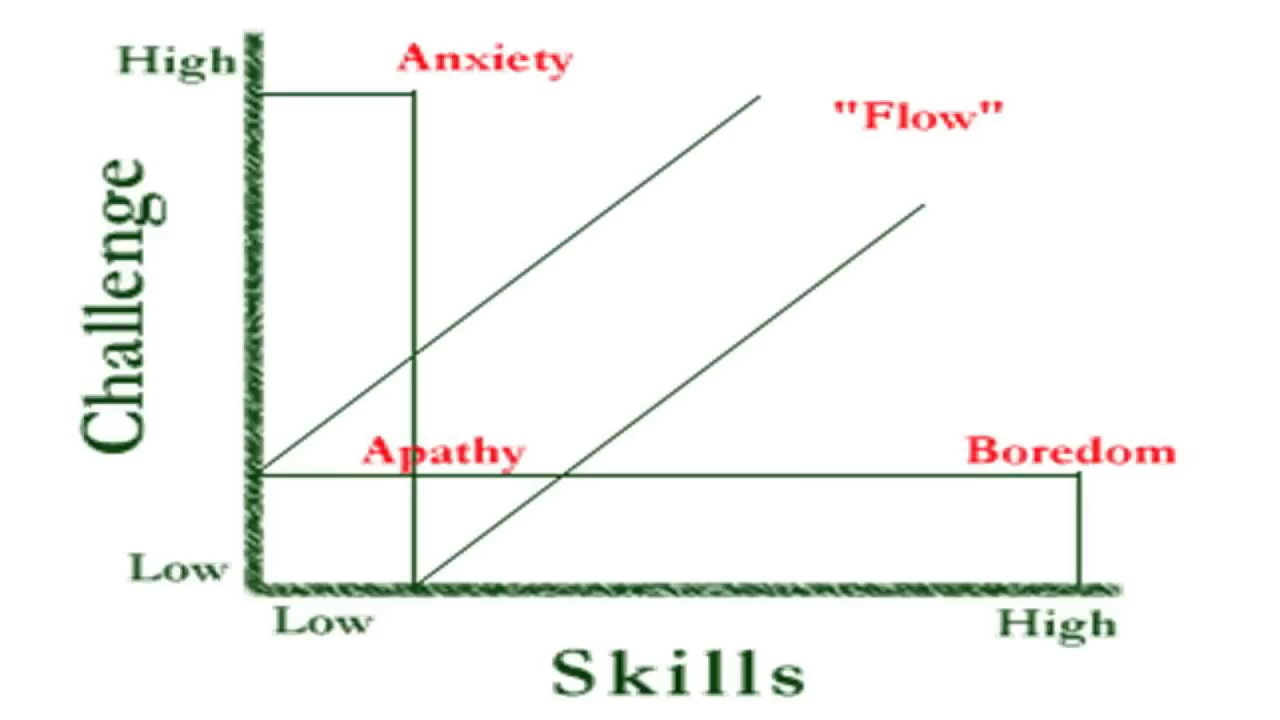 High
Anxiety
"Flow"
Challenge
Apathy
Boredom
Low
Low
High
Skills